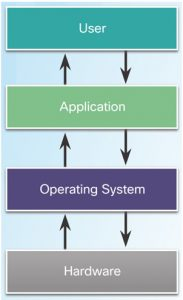 User
Application
Operating System
Hardware